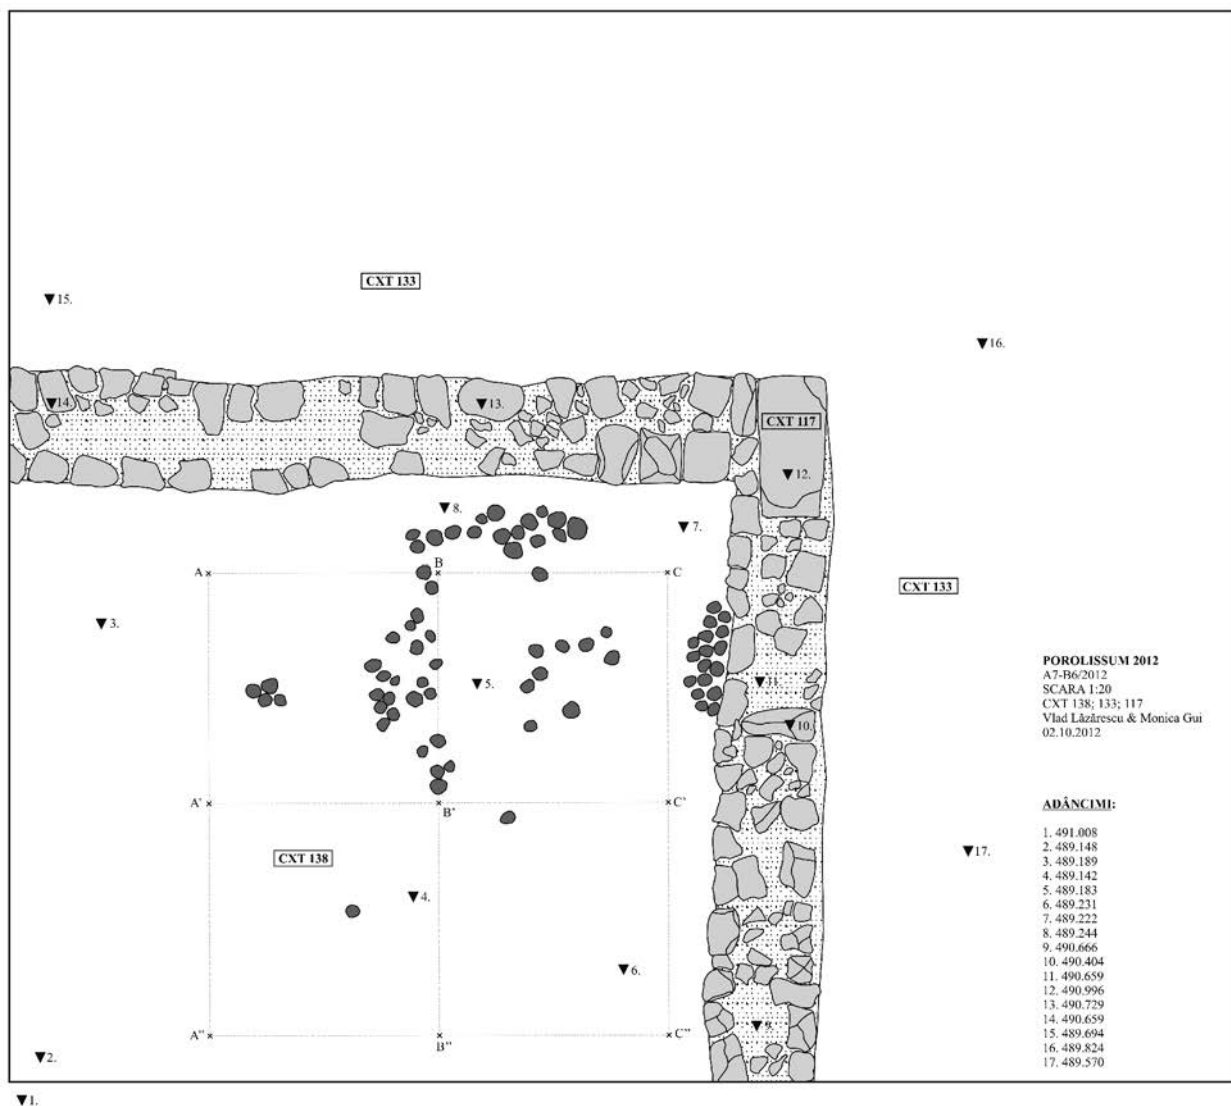 CXT 133
15.
16.
14.
13.
CXT 117
12.
8.
7.
A
B
C
CXT 133
3.
5.
11.
10.
POROLISSUM 2012
A7-B6/2012
SCARA 1:20
CXT 138; 133; 117
Vlad Lăzărescu & Monica Gui
02.10.2012
A'
B'
C'
ADÂNCIMI:
1. 491.008
2. 489.148
3. 489.189
4. 489.142
5. 489.183
6. 489.231
7. 489.222
8. 489.244
9. 490.666
10. 490.404
11. 490.659
12. 490.996
13. 490.729
14. 490.659
15. 489.694
16. 489.824
17. 489.570
CXT 138
17.
4.
6.
9.
A"
B"
C"
2.
1.